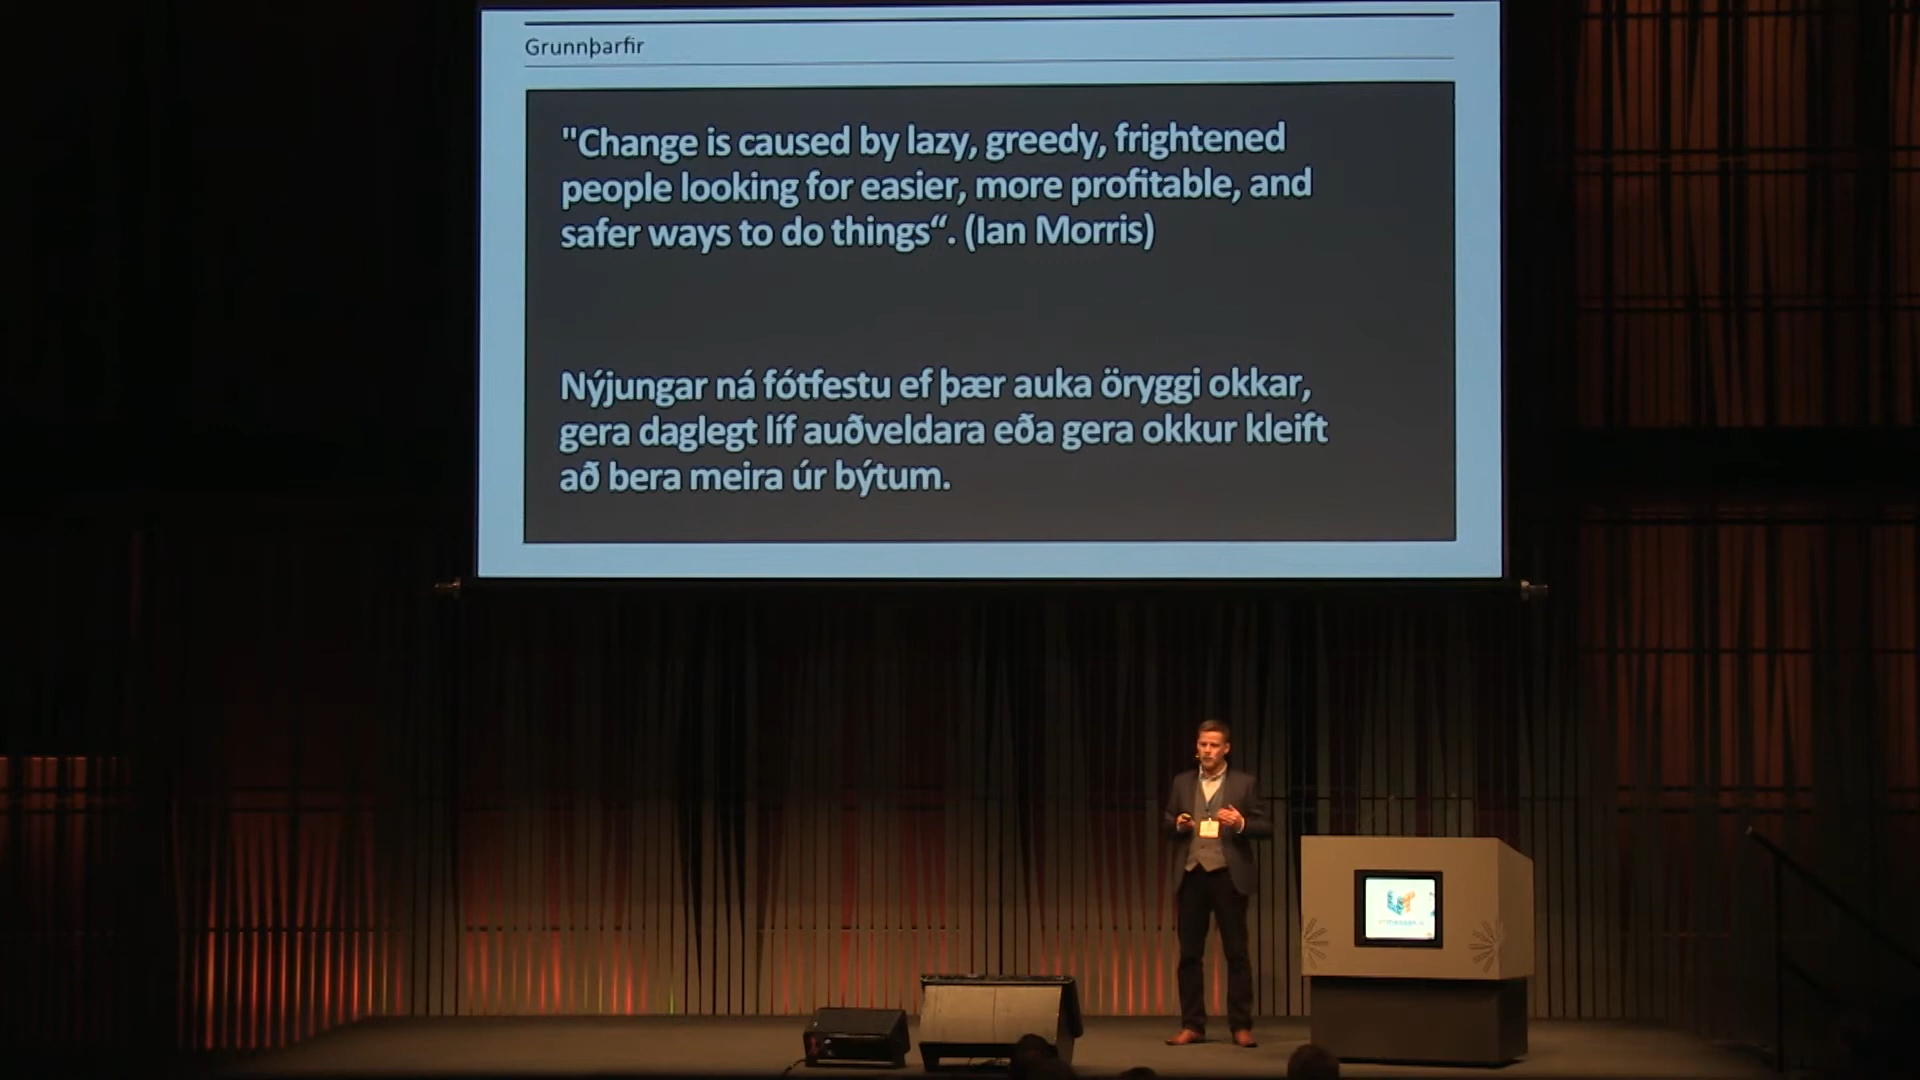 Grunnþarfir
"Change is caused by lazy, greedy, frightened
people looking for easier, more profitable, and
safer ways to do things“. (Ian Morris)
Nýjungar ná fótfestu ef þær auka öryggi okkar,
gera daglegt líf auðveldara eða gera okkur kleift
að bera meira úr býtum.